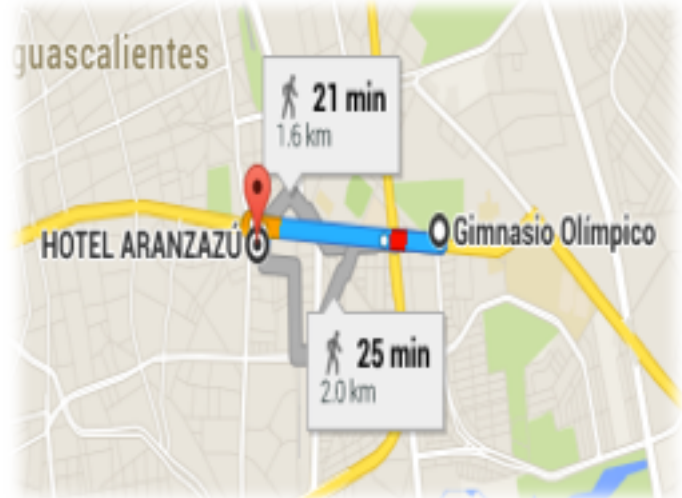 guascalientes
21 min
1.6 km
HOTEL ARANZAZÚ
Gimnasio Olímpico
25 min
2.0 km